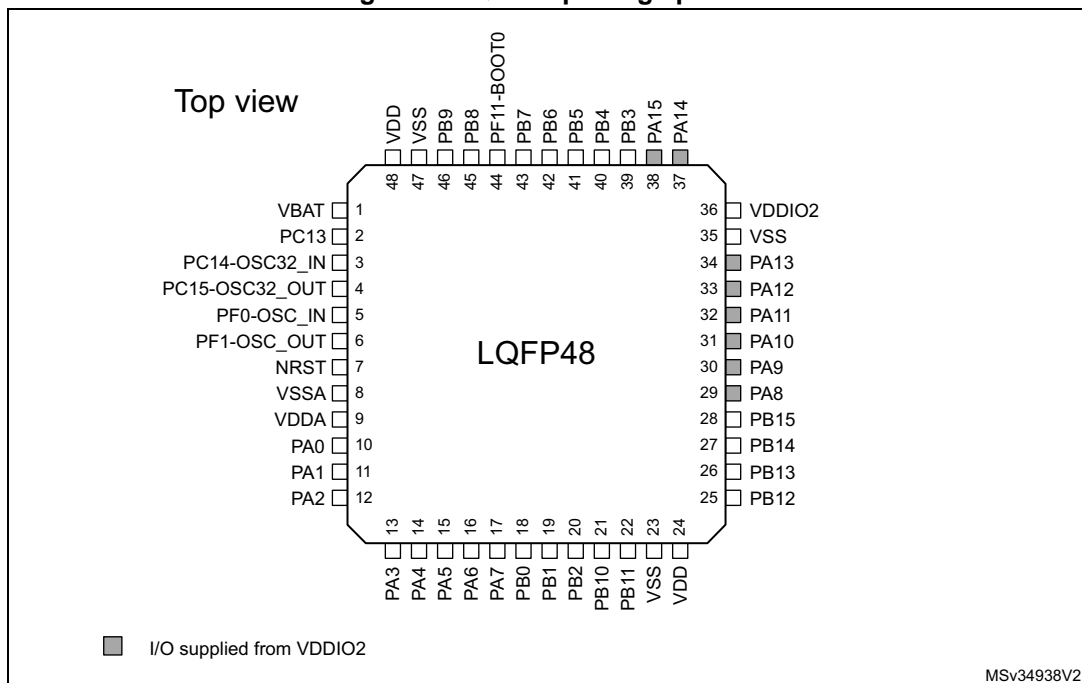 Top view
48 VDD
47 VSS
46 PB9
45 PB8
44 PF11-BOOT0
43 PB7
42 PB6
41 PB5
40 PB4
39 PB3
38 PA15
37 PA14
VBAT 1
PC13 2
PC14-OSC32_IN 3
PC15-OSC32_OUT 4
PF0-OSC_IN 5
PF1-OSC_OUT 6
NRST 7
VSSA 8
VDDA 9
PA0 10
PA1 11
PA2 12
LQFP48
36 VDDIO2
35 VSS
34 PA13
33 PA12
32 PA11
31 PA10
30 PA9
29 PA8
28 PB15
27 PB14
26 PB13
25 PB12
PA3 13
PA4 14
PA5 15
PA6 16
PA7 17
PB0 18
PB1 19
PB2 20
PB10 21
PB11 22
VSS 23
VDD 24
I/O supplied from VDDIO2
MSv34938V2